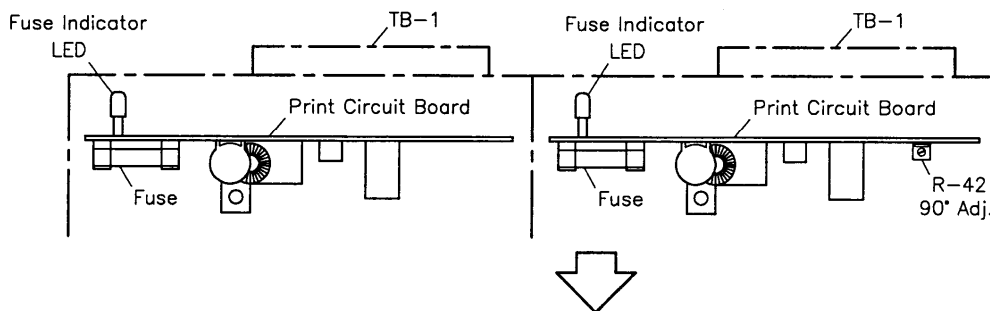 Fuse Indicator
LED
TB-1
Print Circuit Board
Fuse
Fuse Indicator
LED
TB-1
Print Circuit Board
Fuse
R-42
90° Adj.